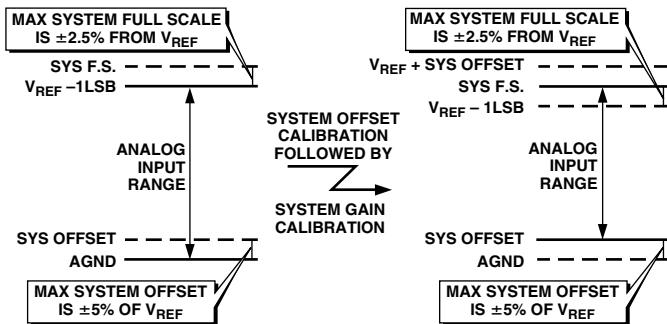 MAX SYSTEM FULL SCALE
IS ±2.5% FROM VREF
SYS F.S.
VREF –1LSB
ANALOG
INPUT
RANGE
SYS OFFSET
AGND
MAX SYSTEM OFFSET
IS ±5% OF VREF
SYSTEM OFFSET
CALIBRATION
FOLLOWED BY
SYSTEM GAIN
CALIBRATION
MAX SYSTEM FULL SCALE
IS ±2.5% FROM VREF
VREF + SYS OFFSET
SYS F.S.
VREF – 1LSB
ANALOG
INPUT
RANGE
SYS OFFSET
AGND
MAX SYSTEM OFFSET
IS ±5% OF VREF